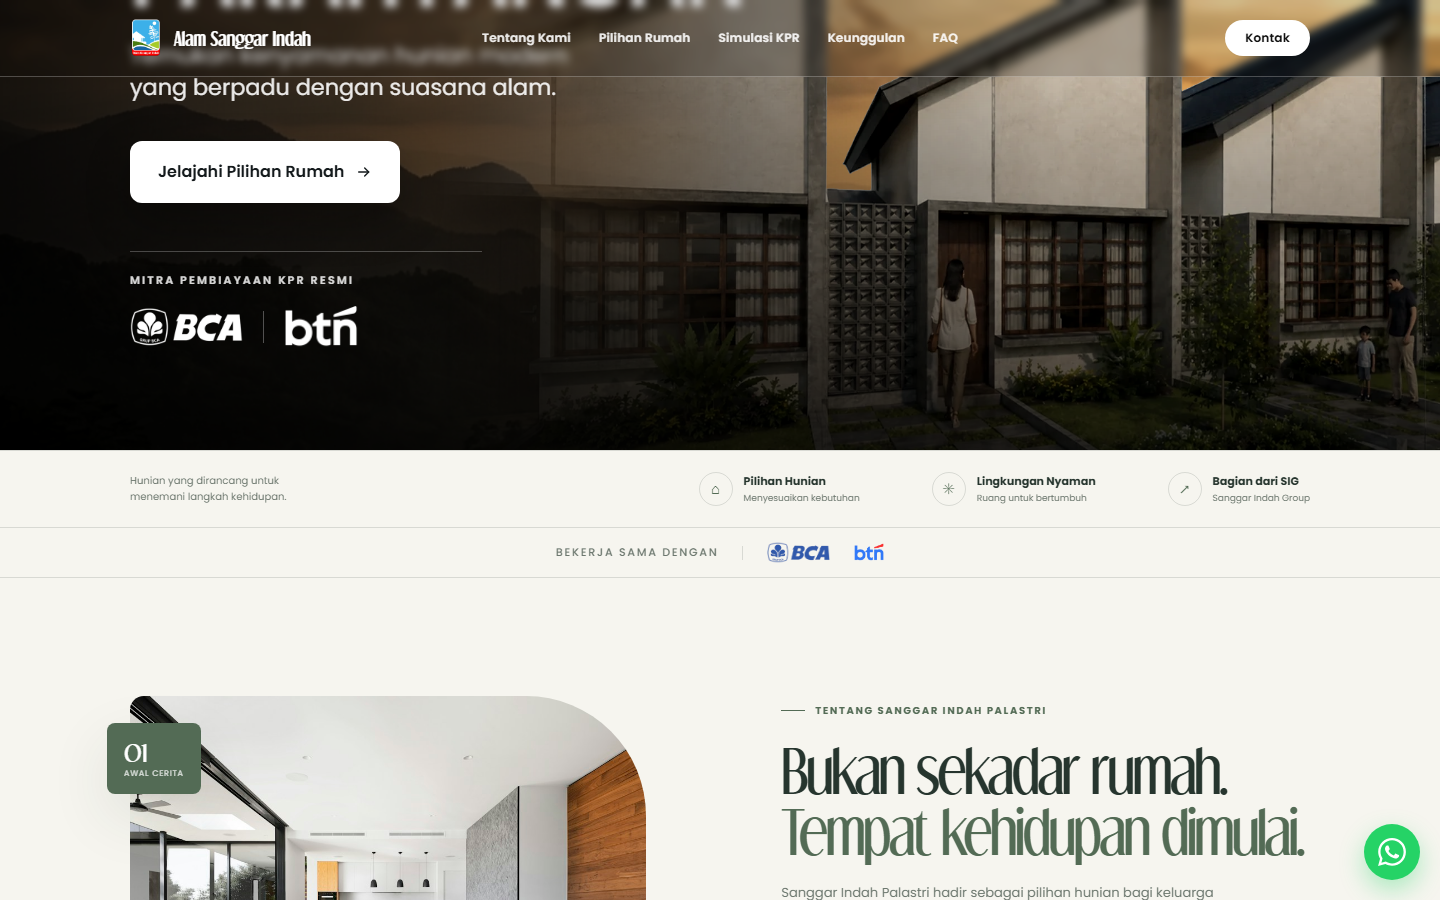 Alam Sanggar Indah
Tentang Kami
Pilihan Rumah
Simulasi KPR
Keunggulan
FAQ
Kontak
yang berpadu dengan suasana alam.
Jelajahi Pilihan Rumah →
MITRA PEMBIAYAAN KPR RESMI
BCA
btn
Hunian yang dirancang untuk
menemani langkah kehidupan.
Pilihan Hunian
Menyesuaikan kebutuhan
Lingkungan Nyaman
Ruang untuk bertumbuh
Bagian dari SIG
Sanggar Indah Group
BEKERJA SAMA DENGAN
BCA
btn
01
AWAL CERITA
TENTANG SANGGAR INDAH PALASTRI
Bukan sekadar rumah.
Tempat kehidupan dimulai.
Sanggar Indah Palastri hadir sebagai pilihan hunian bagi keluarga